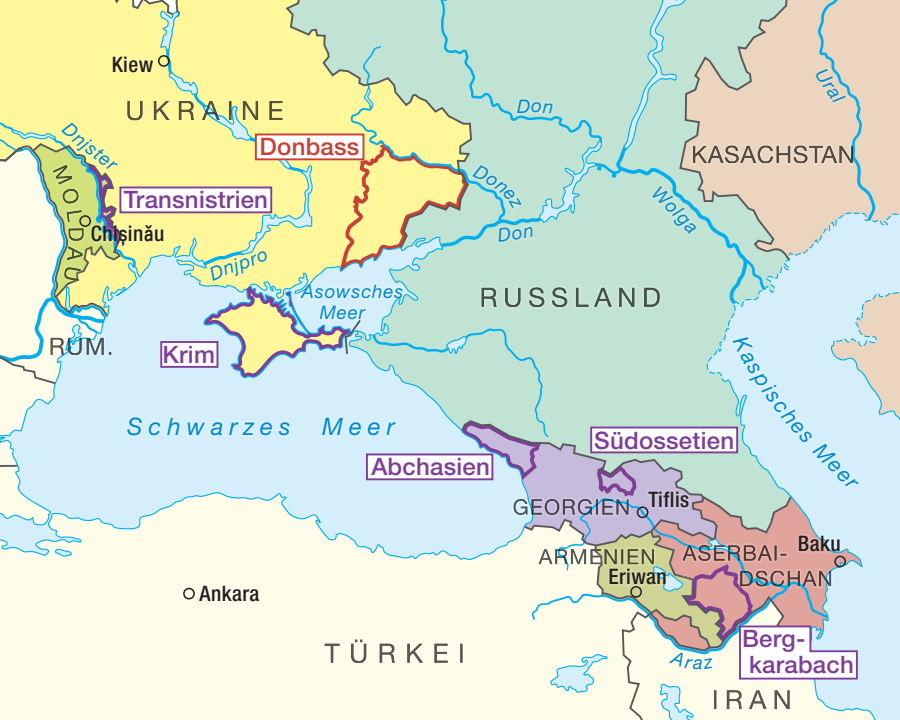 Kiew
UKRAINE
Don
Ural
Dnjster
Donbass
KASACHSTAN
MOLDAU
Transnistrien
Donez
Wolga
Chișinău
Don
Dnjpro
Asowsches
Meer
RUSSLAND
RUM.
Krim
Kaspisches Meer
Schwarzes Meer
Südossetien
Abchasien
GEORGIEN
Tiflis
ARMENIEN
ASERBAI-
DSCHAN
Baku
Eriwan
Ankara
TÜRKEI
Berg-
karabach
Araz
IRAN